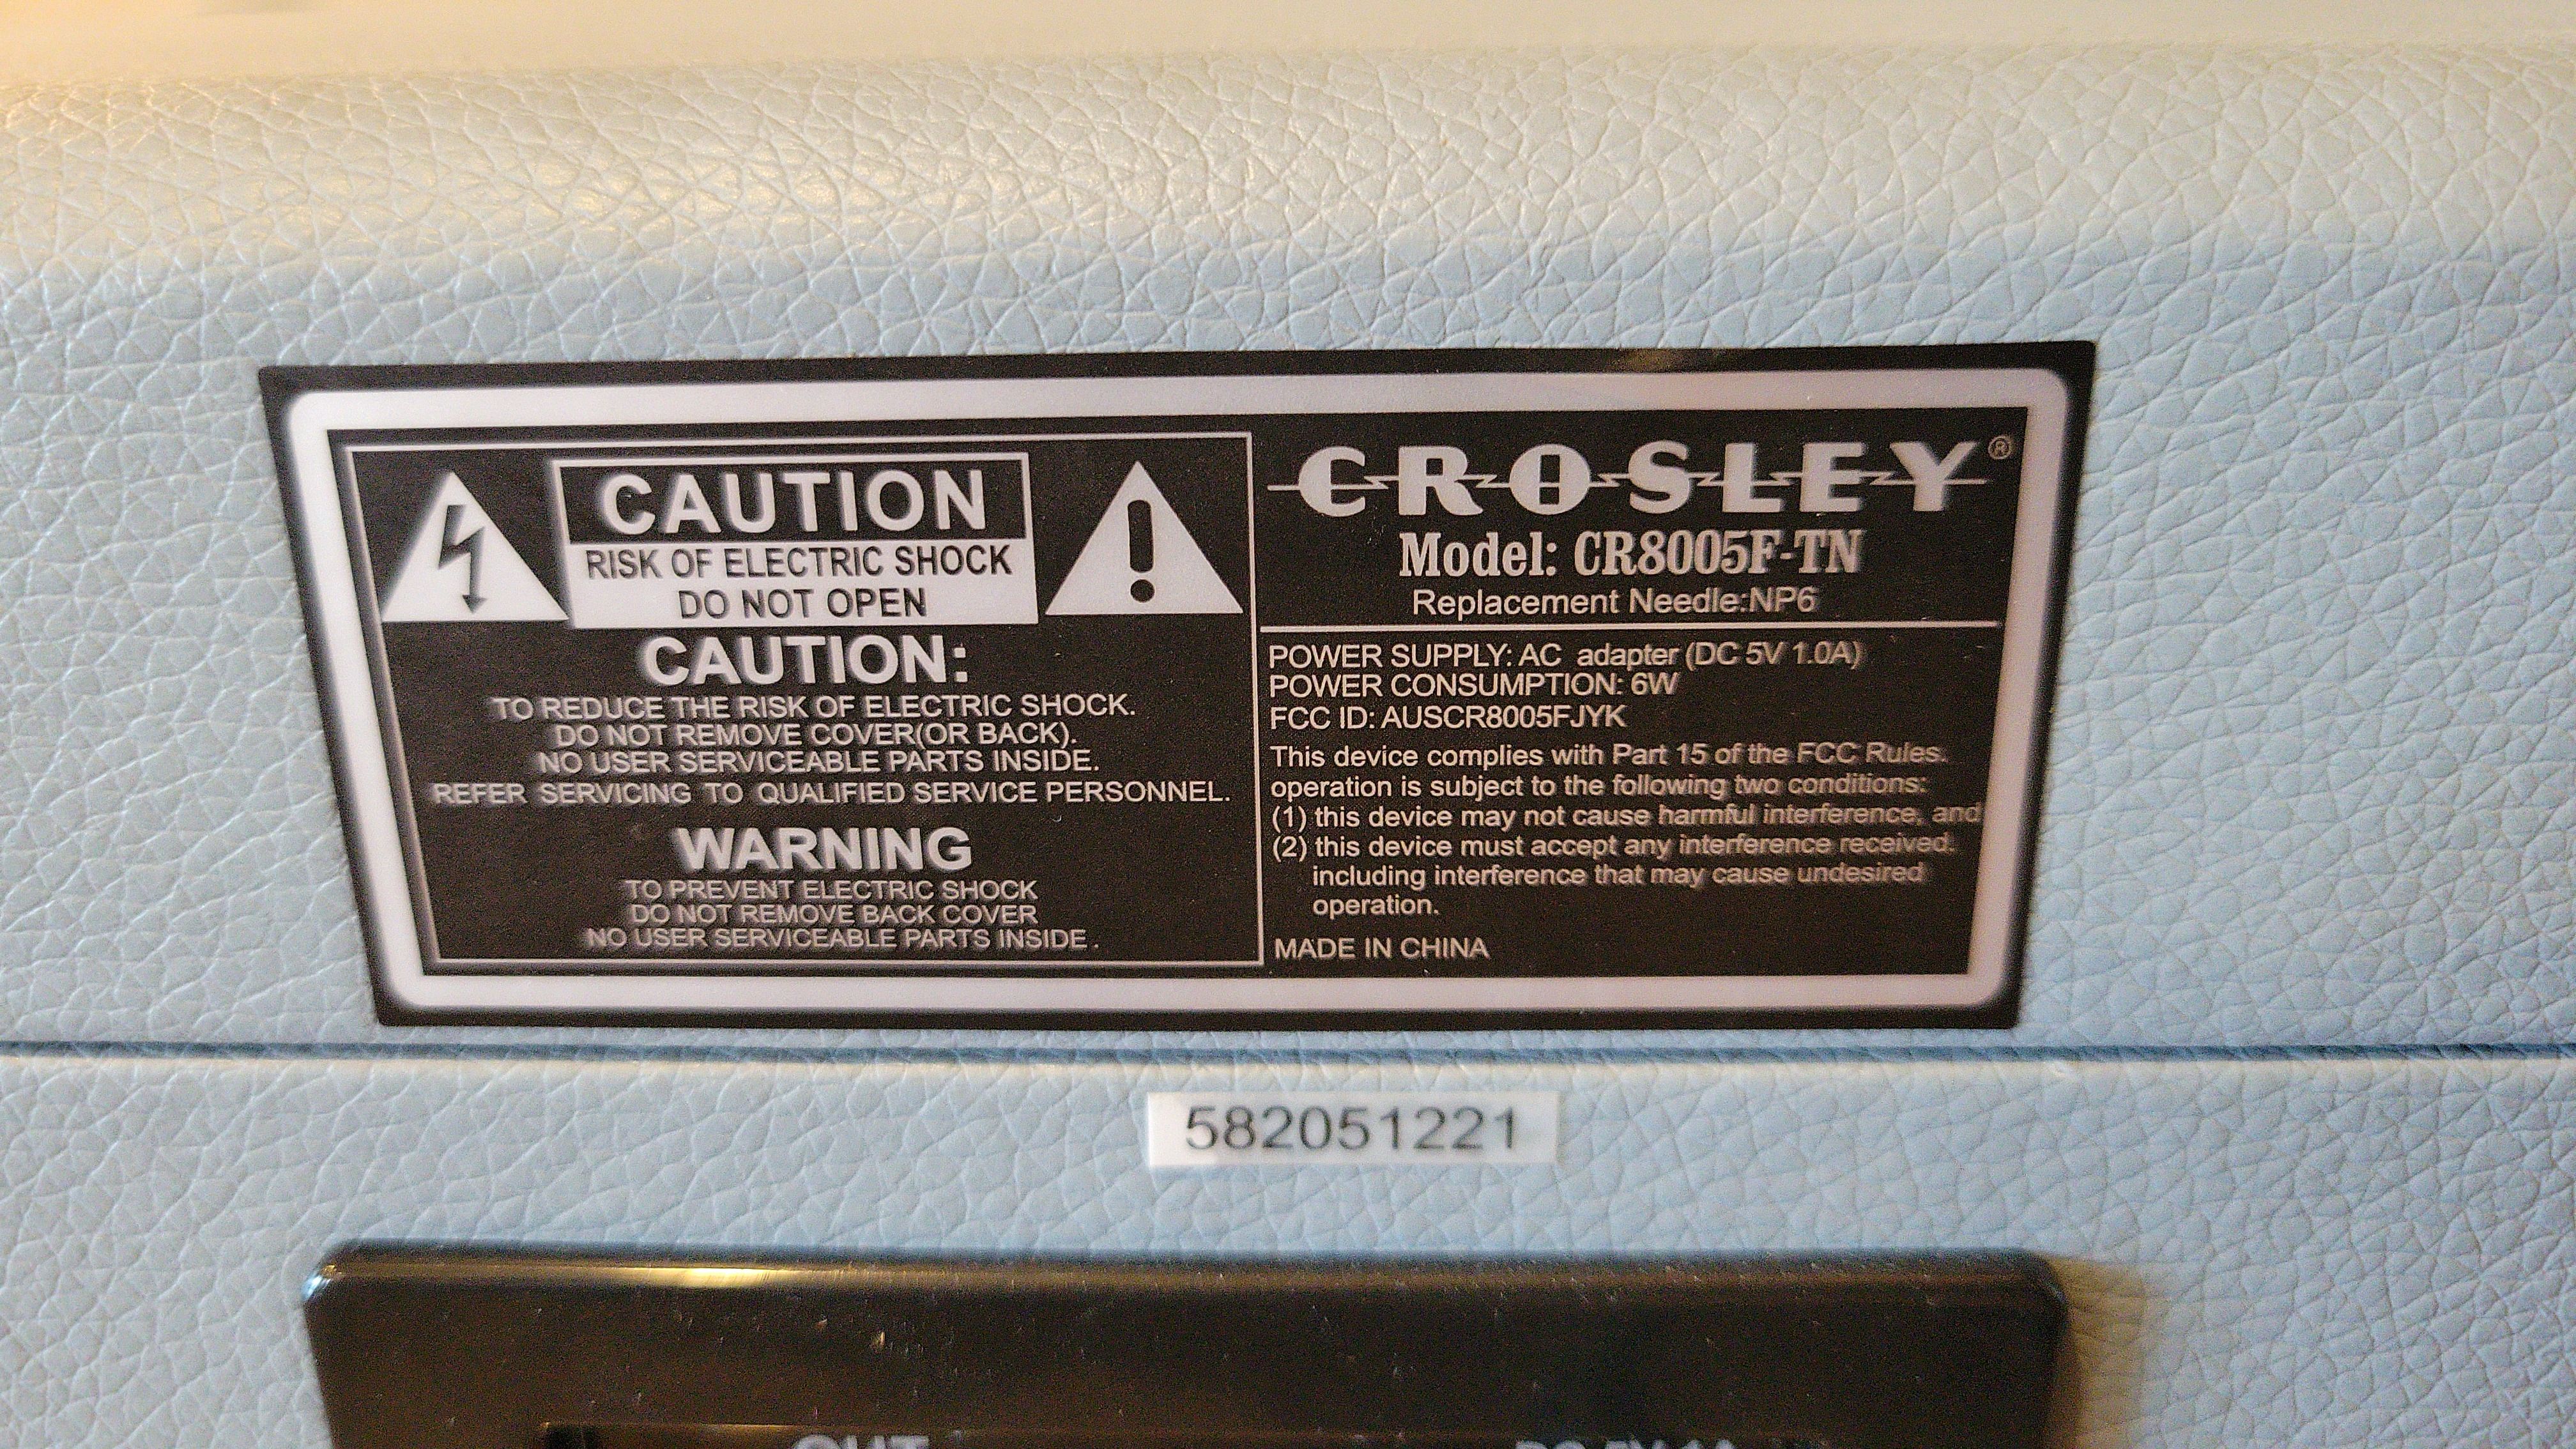 CAUTION
RISK OF ELECTRIC SHOCK
DO NOT OPEN
CAUTION:
TO REDUCE THE RISK OF ELECTRIC SHOCK.
DO NOT REMOVE COVER(OR BACK).
NO USER SERVICEABLE PARTS INSIDE.
REFER SERVICING TO QUALIFIED SERVICE PERSONNEL.
WARNING
TO PREVENT ELECTRIC SHOCK
DO NOT REMOVE BACK COVER
NO USER SERVICEABLE PARTS INSIDE.
CROSLEY®
Model: CR8005F-TN
Replacement Needle:NP6
POWER SUPPLY: AC adapter (DC 5V 1.0A)
POWER CONSUMPTION: 6W
FCC ID: AUSCR8005FJYK
This device complies with Part 15 of the FCC Rules.
operation is subject to the following two conditions:
(1) this device may not cause harmful interference, and
(2) this device must accept any interference received.
including interference that may cause undesired
operation.
MADE IN CHINA
582051221